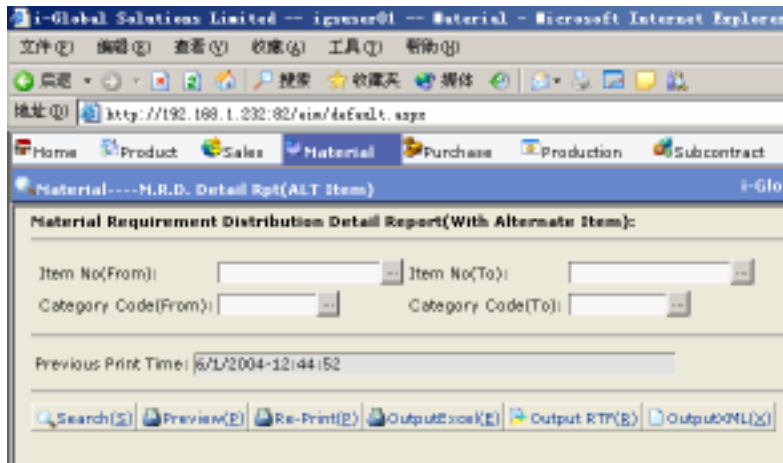 i-Global Solutions Limited -- igsuser01 -- Material - Microsoft Internet Explorer
文件(F) 编辑(E) 查看(V) 收藏(A) 工具(T) 帮助(H)
后退 搜索 收藏夹 媒体
地址(D) http://192.168.1.232:82/eim/default.aspx
Home Product Sales Material Purchase Production Subcontract
Material----M.R.D. Detail Rpt(ALT Item) i-Glo
Material Requirement Distribution Detail Report(With Alternate Item):
Item No(From): ... Item No(To): ...
Category Code(From): ... Category Code(To): ...
Previous Print Time: 6/1/2004-12:44:52
Search(S) Preview(P) Re-Print(P) OutputExcel(E) Output RTF(R) OutputXML(X)